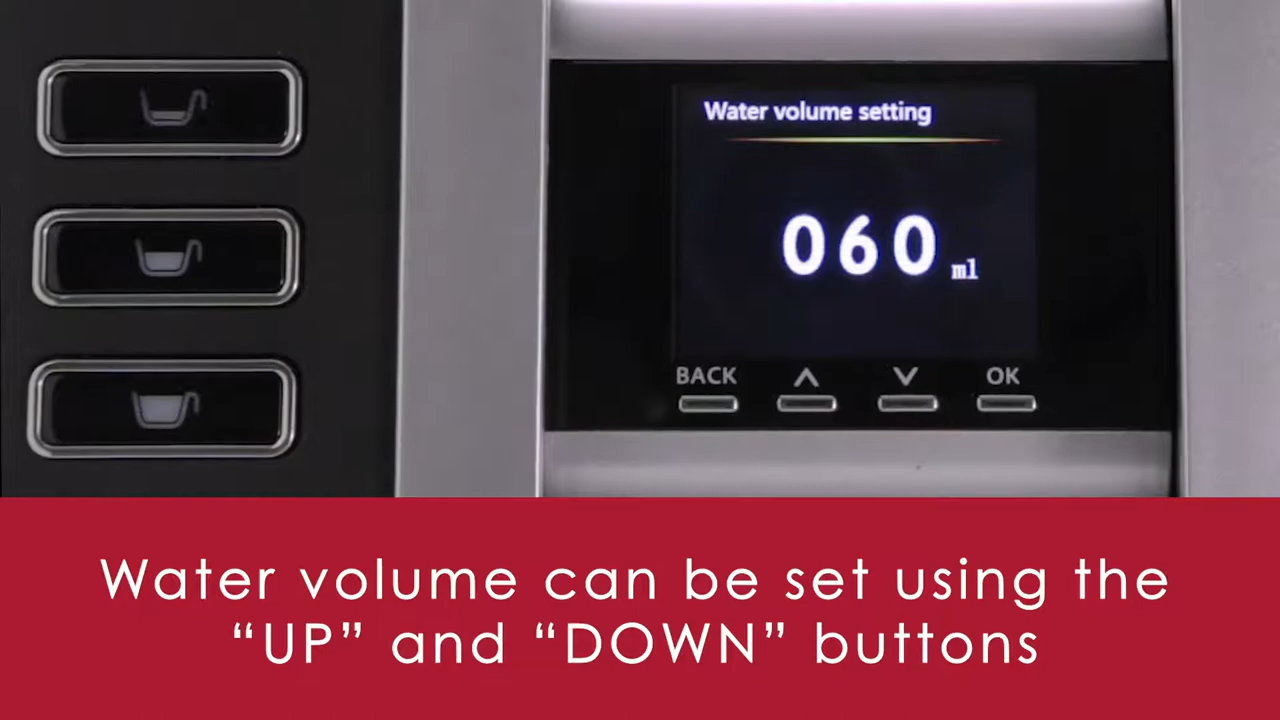 Water volume setting
060 ml
BACK OK
Water volume can be set using the
“UP” and “DOWN” buttons